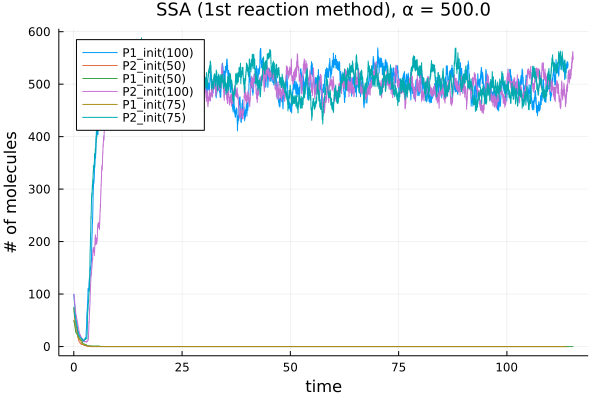 SSA (1st reaction method), α = 500.0
# of molecules
600
500
400
300
200
100
0
P1_init(100)
P2_init(50)
P1_init(50)
P2_init(100)
P1_init(75)
P2_init(75)
0 25 50 75 100
time